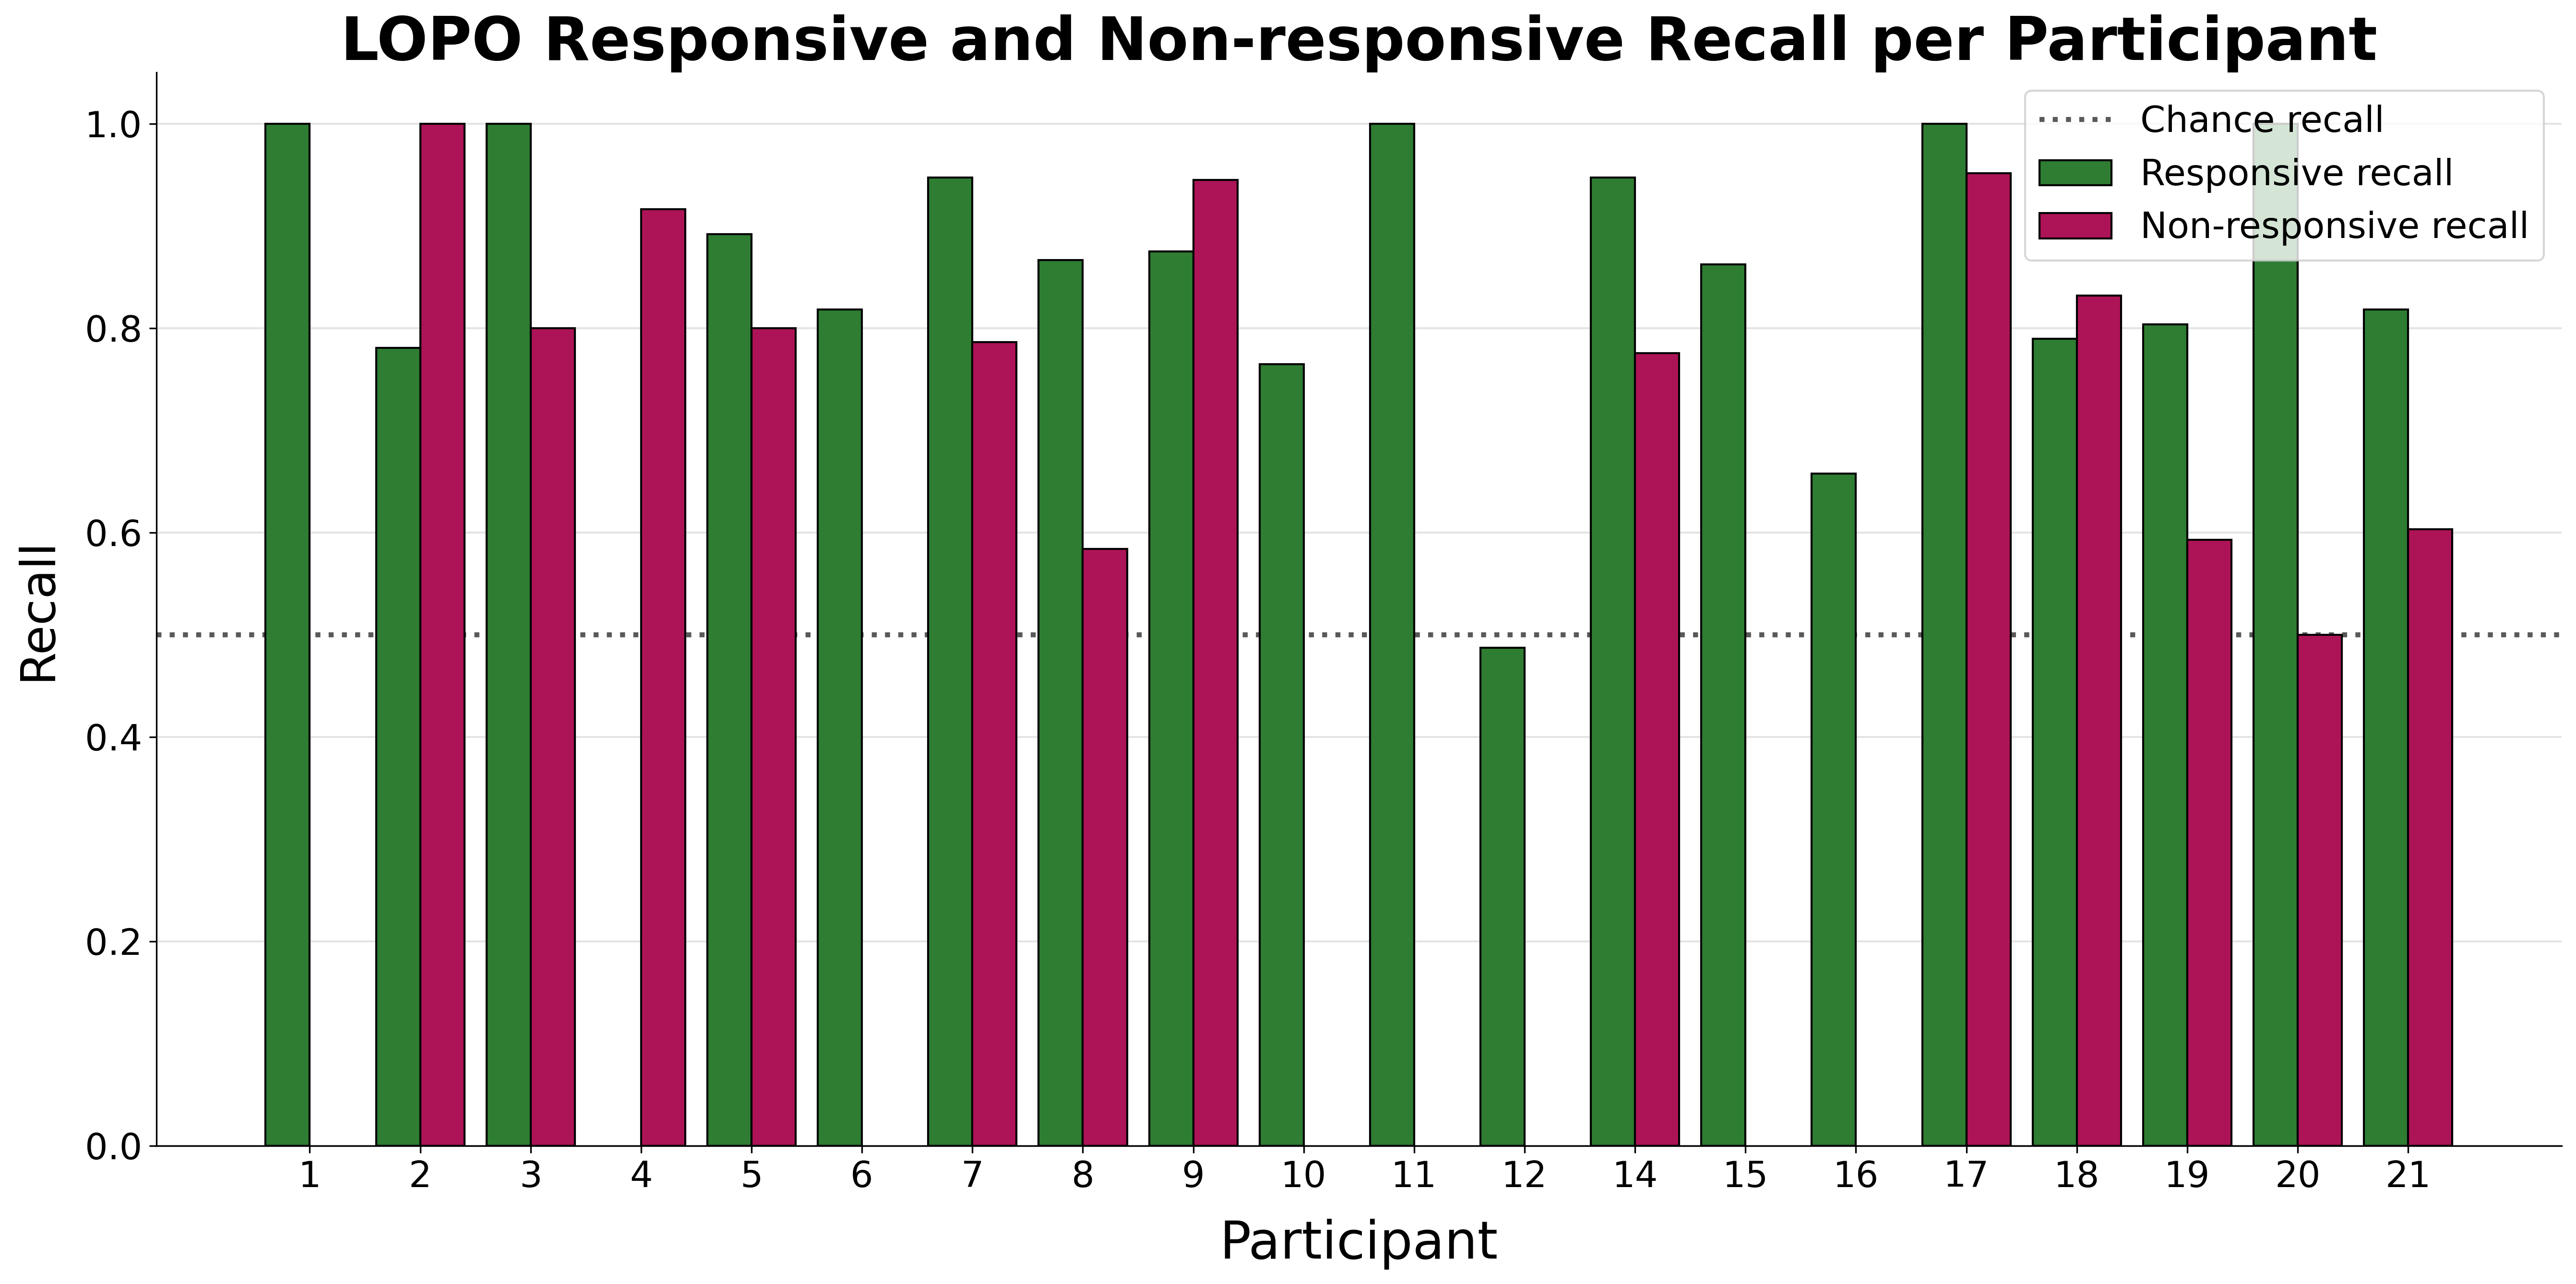 LOPO Responsive and Non-responsive Recall per Participant
Chance recall
Responsive recall
Non-responsive recall
1.0
0.8
0.6
0.4
0.2
0.0
Recall
1 2 3 4 5 6 7 8 9 10 11 12 14 15 16 17 18 19 20 21
Participant